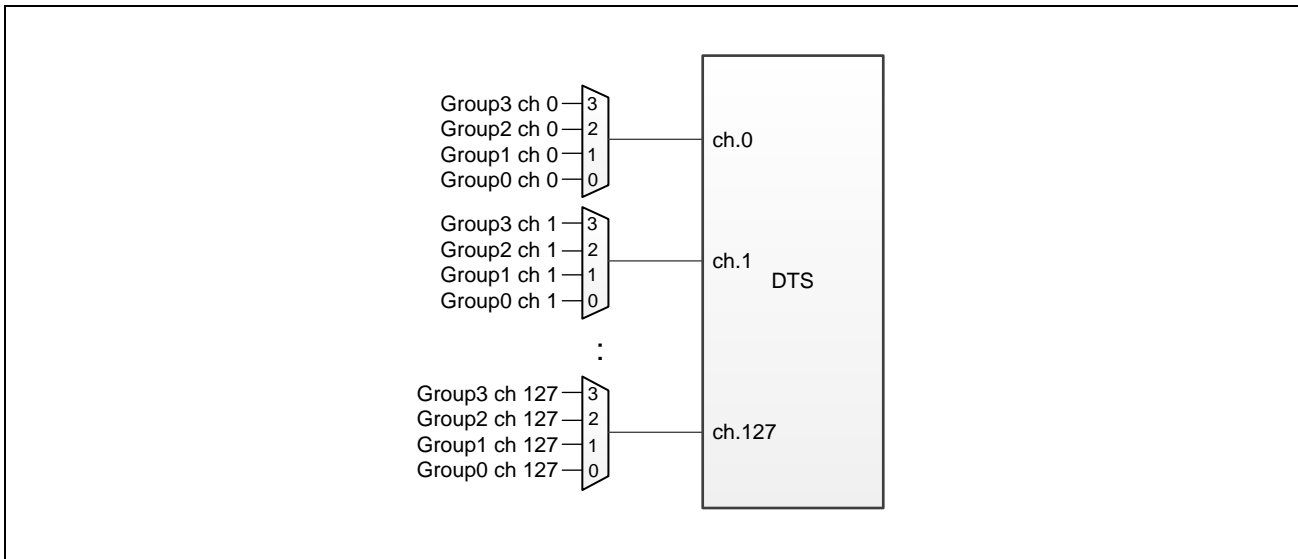 Group3 ch 0 3
Group2 ch 0 2
Group1 ch 0 1
Group0 ch 0 0
ch.0
Group3 ch 1 3
Group2 ch 1 2
Group1 ch 1 1
Group0 ch 1 0
ch.1
DTS
:
Group3 ch 127 3
Group2 ch 127 2
Group1 ch 127 1
Group0 ch 127 0
ch.127